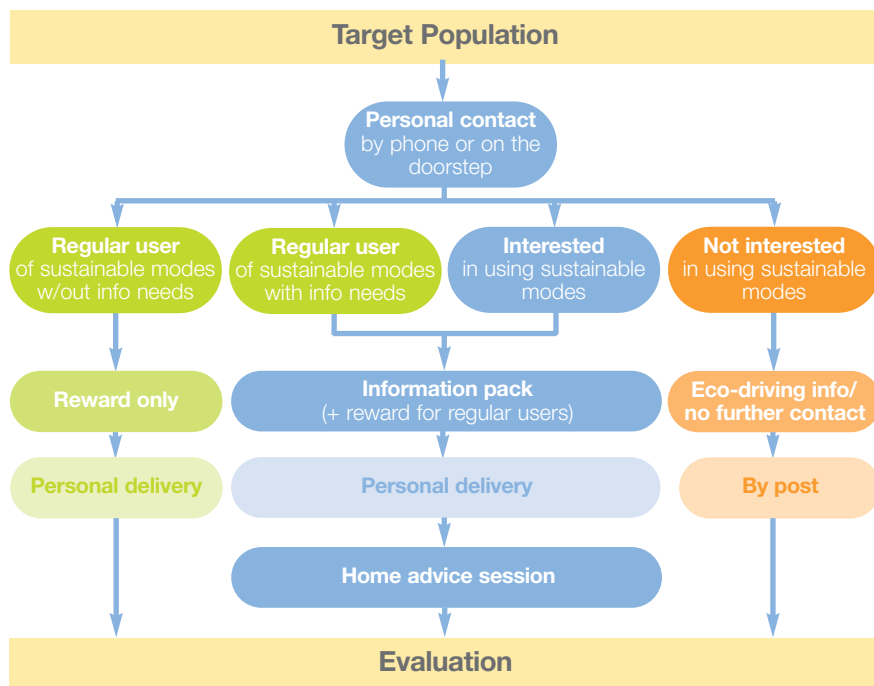 Target Population
Personal contact
by phone or on the
doorstep
Regular user
of sustainable modes
w/out info needs
Regular user
of sustainable modes
with info needs
Interested
in using sustainable
modes
Not interested
in using sustainable
modes
Reward only
Information pack
(+ reward for regular users)
Eco-driving info/
no further contact
Personal delivery
Personal delivery
By post
Home advice session
Evaluation